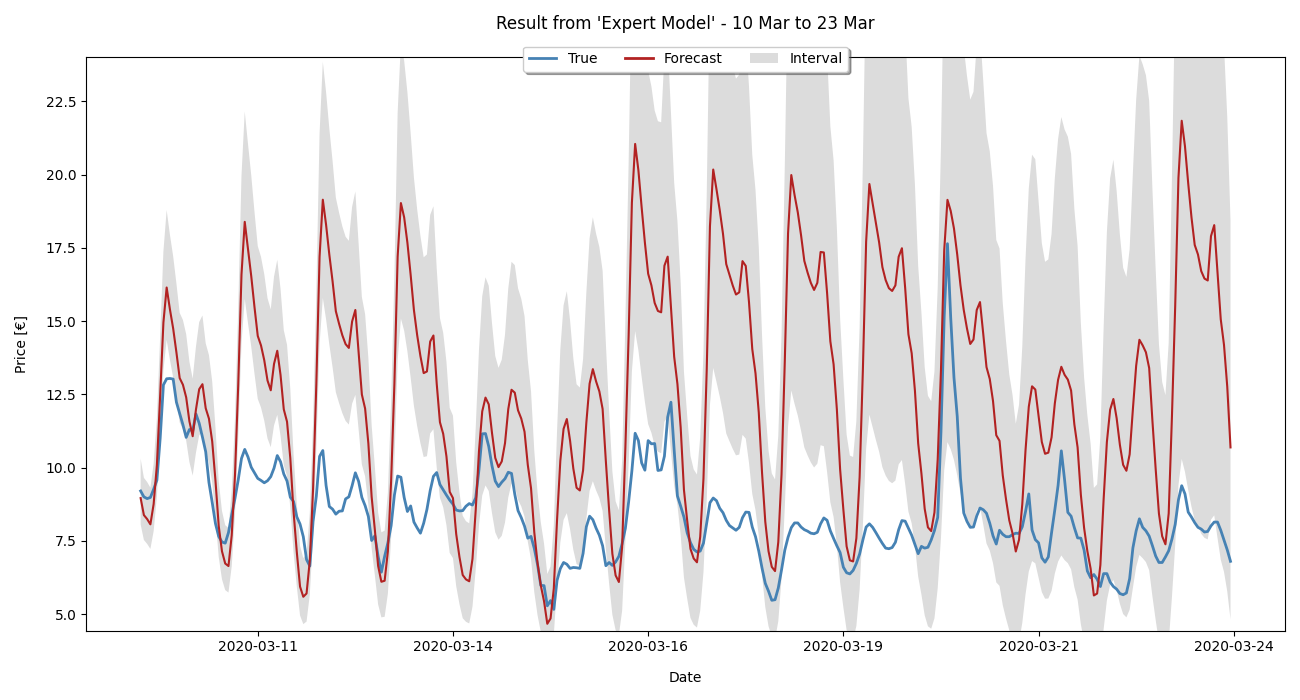 Result from 'Expert Model' - 10 Mar to 23 Mar
True Forecast Interval
22.5
20.0
17.5
15.0
12.5
10.0
7.5
5.0
Price [€]
2020-03-11 2020-03-14 2020-03-16 2020-03-19 2020-03-21 2020-03-24
Date